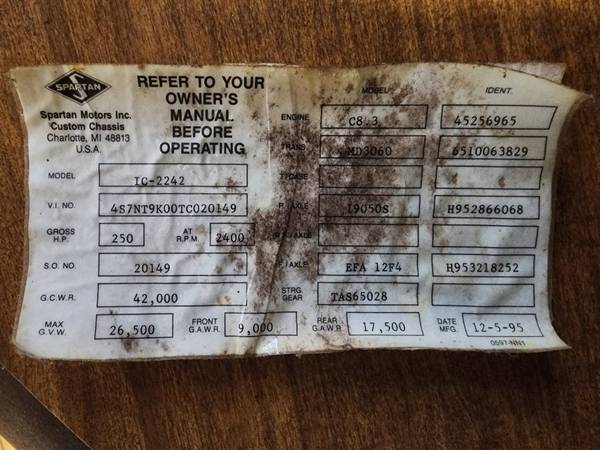 SPARTAN
Spartan Motors Inc.
Custom Chassis
Charlotte, MI 48813
U.S.A.
REFER TO YOUR
OWNER'S
MANUAL
BEFORE
OPERATING
MODEL IC-2242
V.I. NO. 4S7NT9K00TC020149
GROSS H.P. 250 AT R.P.M. 2400
S.O. NO. 20149
G.C.W.R. 42,000
MAX G.V.W. 26,500 FRONT G.A.W.R. 9,000
MODEL IDENT.
ENGINE C8.3 45256965
TRANS MD3060 6510063829
T/CASE
R/AXLE 19050S H952866068
AXLE
F/AXLE EFA 12F4 H953218252
STRG. GEAR TAS65028
REAR G.A.W.R. 17,500 DATE MFG. 12-5-95